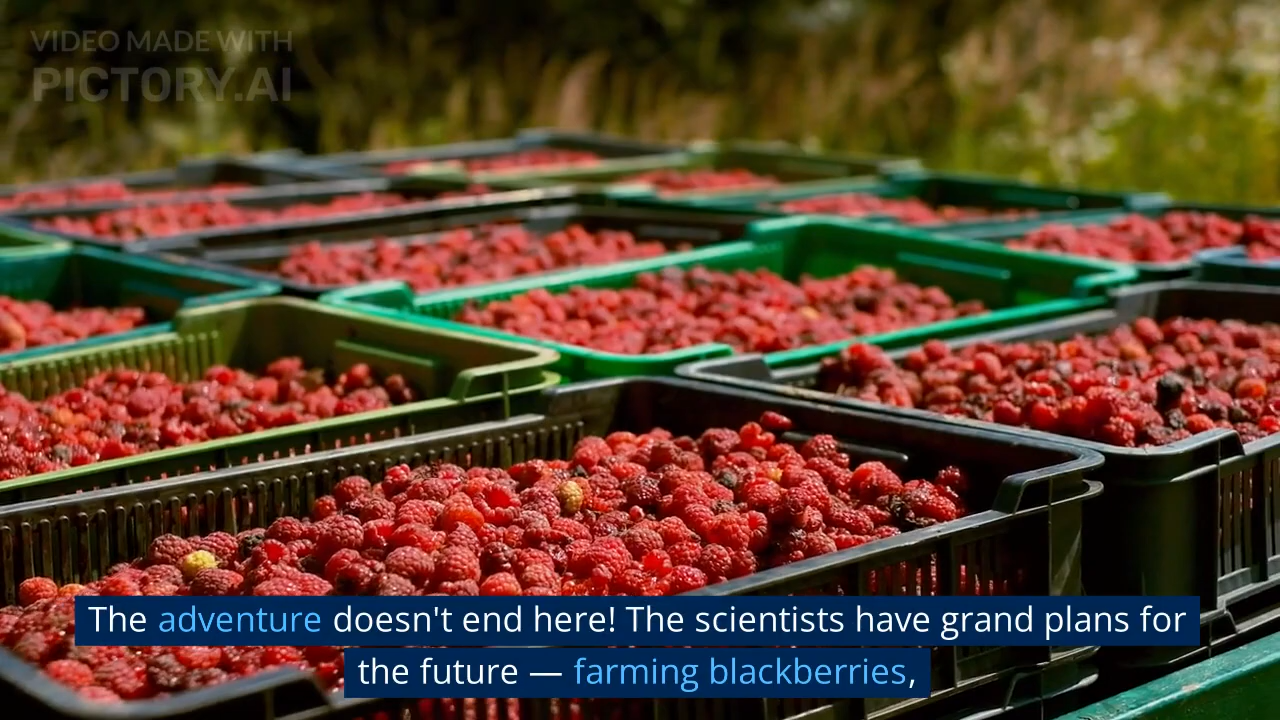 VIDEO MADE WITH
PICTORY.AI
The adventure doesn't end here! The scientists have grand plans for
the future — farming blackberries,